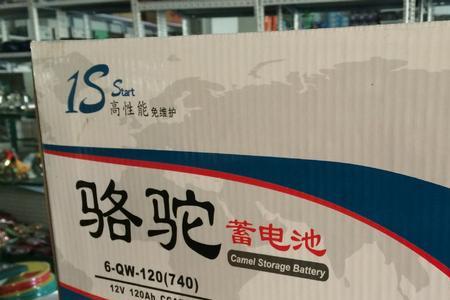 1S Start
高性能 免维护
骆驼 蓄电池
Camel Storage Battery
6-QW-120(740)
12V 120Ah